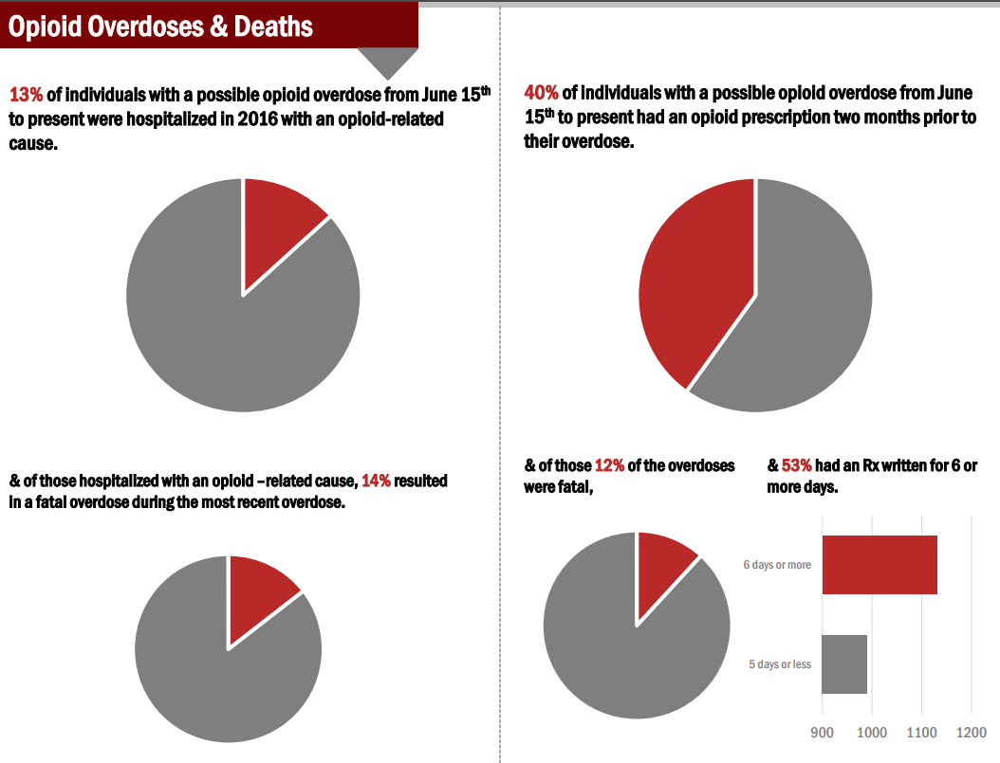 Opioid Overdoses & Deaths
13% of individuals with a possible opioid overdose from June 15th
to present were hospitalized in 2016 with an opioid-related
cause.
40% of individuals with a possible opioid overdose from June
15th to present had an opioid prescription two months prior to
their overdose.
& of those hospitalized with an opioid –related cause, 14% resulted
in a fatal overdose during the most recent overdose.
& of those 12% of the overdoses
were fatal,
& 53% had an Rx written for 6 or
more days.
6 days or more
5 days or less
900 1000 1100 1200